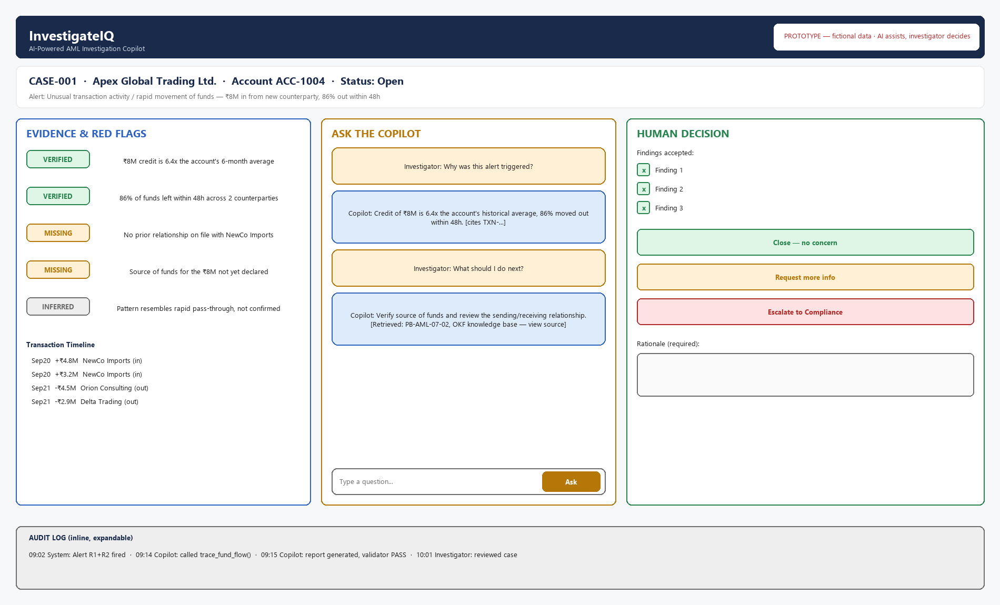 InvestigateIQ
AI-Powered AML Investigation Copilot
PROTOTYPE — fictional data · AI assists, investigator decides
CASE-001 · Apex Global Trading Ltd. · Account ACC-1004 · Status: Open
Alert: Unusual transaction activity / rapid movement of funds — ₹8M in from new counterparty, 86% out within 48h
EVIDENCE & RED FLAGS
VERIFIED
₹8M credit is 6.4x the account's 6-month average
VERIFIED
86% of funds left within 48h across 2 counterparties
MISSING
No prior relationship on file with NewCo Imports
MISSING
Source of funds for the ₹8M not yet declared
INFERRED
Pattern resembles rapid pass-through, not confirmed
Transaction Timeline
Sep20 +₹4.8M NewCo Imports (in)
Sep20 +₹3.2M NewCo Imports (in)
Sep21 -₹4.5M Orion Consulting (out)
Sep21 -₹2.9M Delta Trading (out)
ASK THE COPILOT
Investigator: Why was this alert triggered?
Copilot: Credit of ₹8M is 6.4x the account's historical average, 86% moved out
within 48h. [cites TXN-...]
Investigator: What should I do next?
Copilot: Verify source of funds and review the sending/receiving relationship.
[Retrieved: PB-AML-07-02, OKF knowledge base — view source]
Type a question...
Ask
HUMAN DECISION
Findings accepted:
x Finding 1
x Finding 2
x Finding 3
Close — no concern
Request more info
Escalate to Compliance
Rationale (required):
AUDIT LOG (inline, expandable)
09:02 System: Alert R1+R2 fired · 09:14 Copilot: called trace_fund_flow() · 09:15 Copilot: report generated, validator PASS · 10:01 Investigator: reviewed case